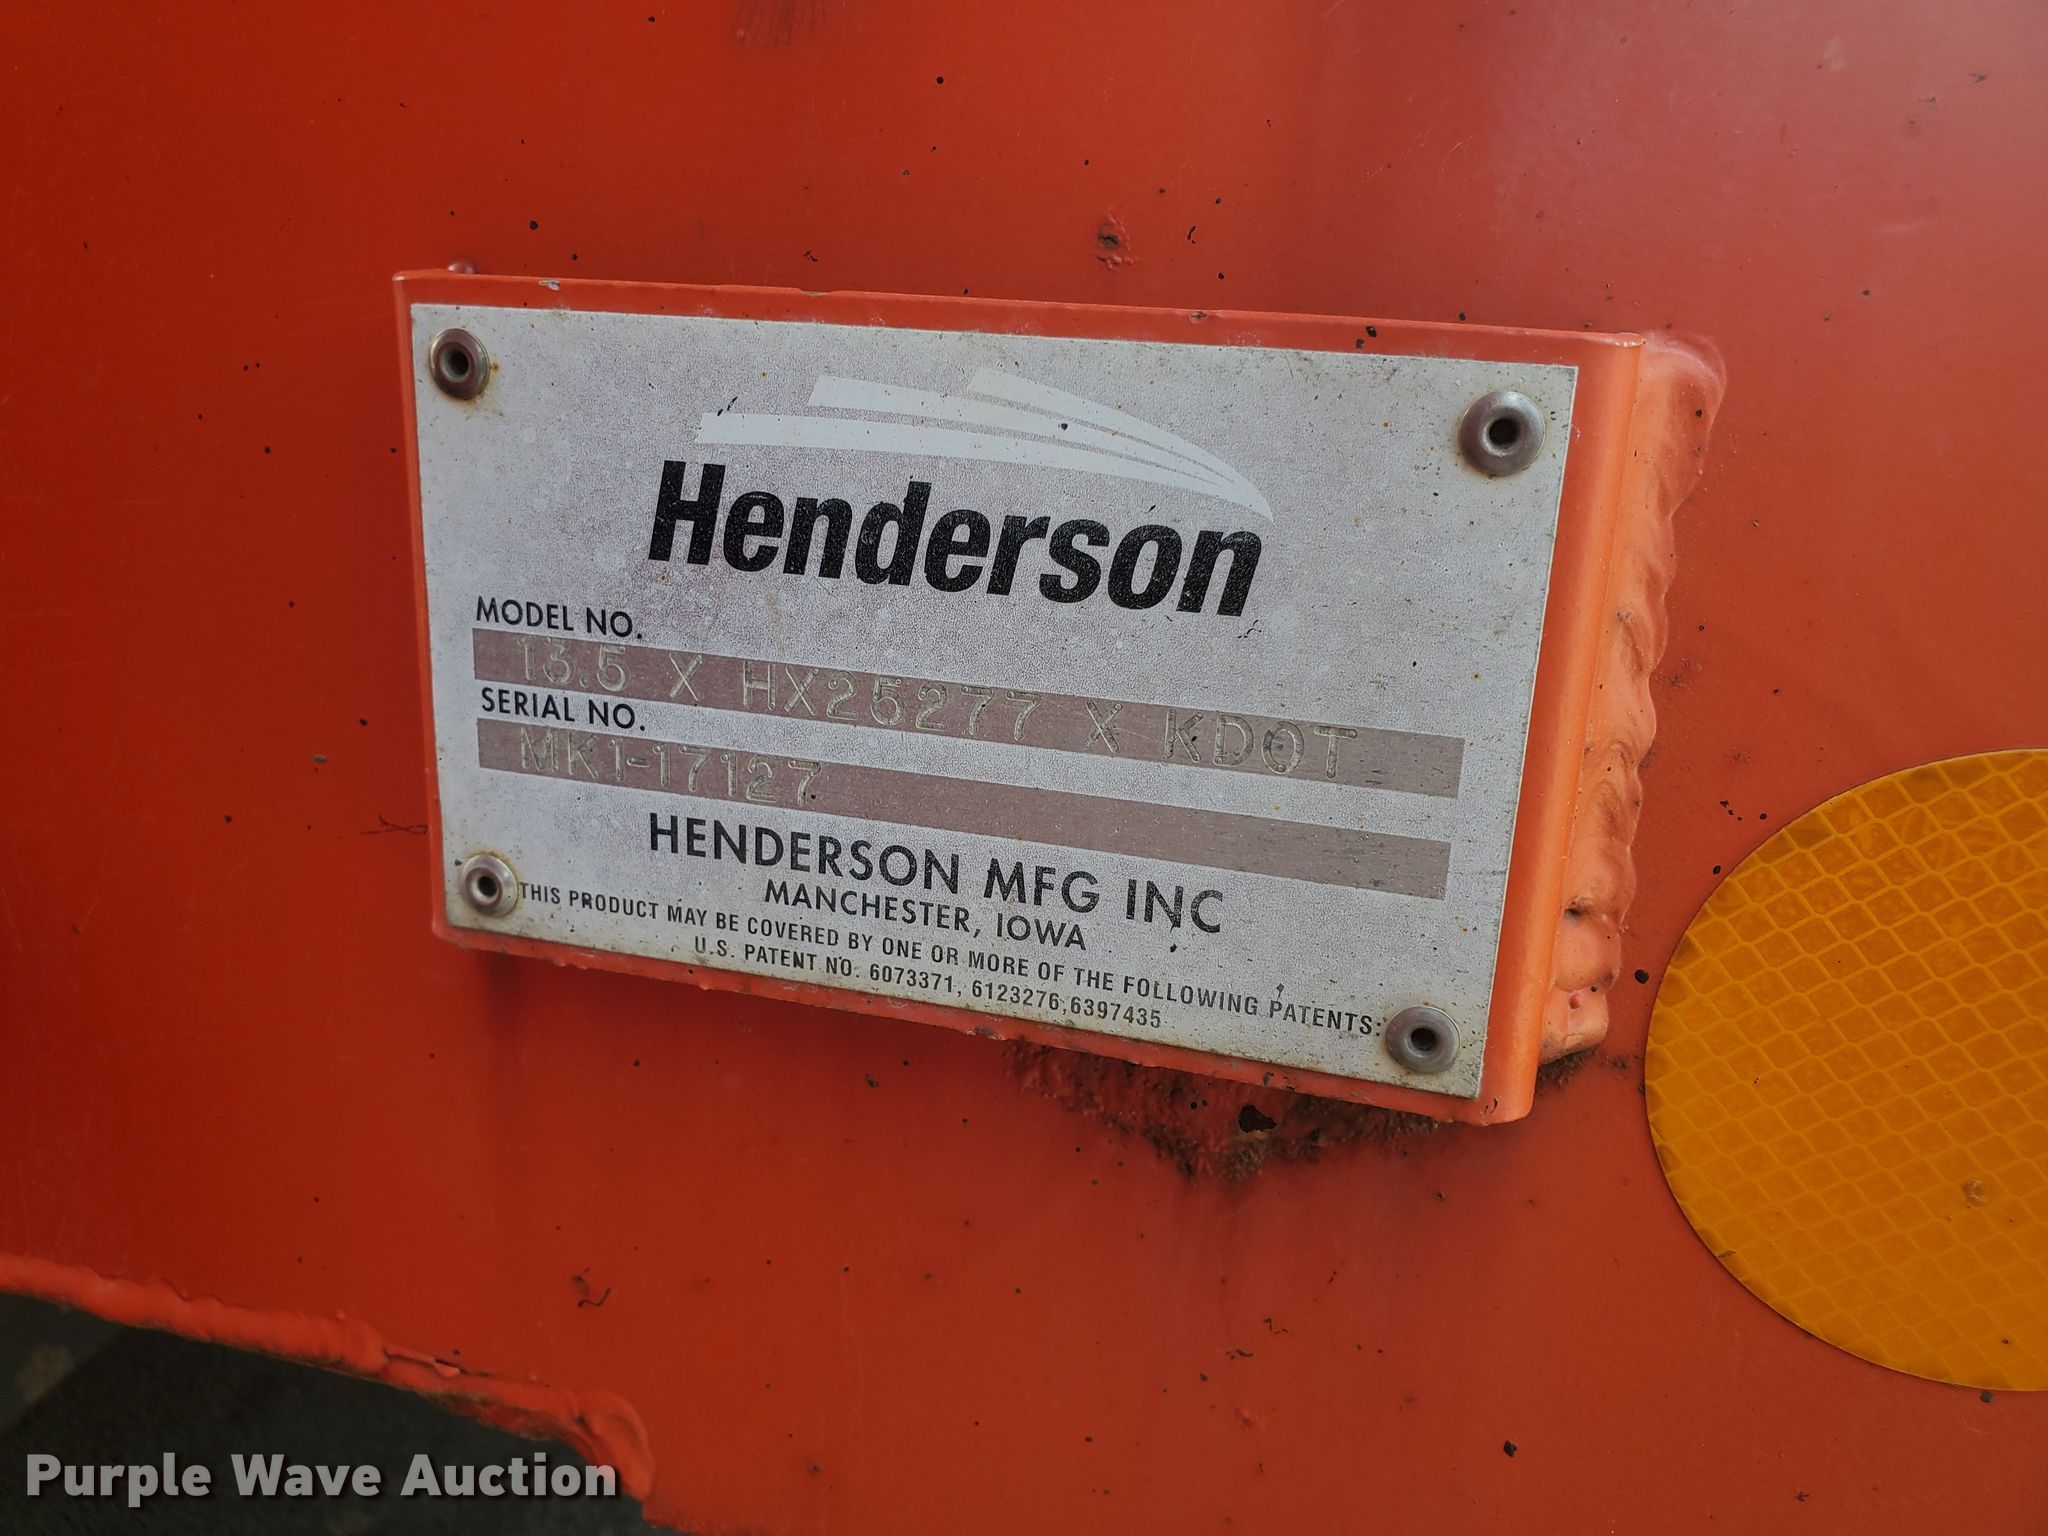 Henderson
MODEL NO.
13.5 X HX25277 X KDOT
SERIAL NO.
MK1-17127
HENDERSON MFG INC
MANCHESTER, IOWA
THIS PRODUCT MAY BE COVERED BY ONE OR MORE OF THE FOLLOWING PATENTS:
U.S. PATENT NO. 6073371, 6123276,6397435
Purple Wave Auction